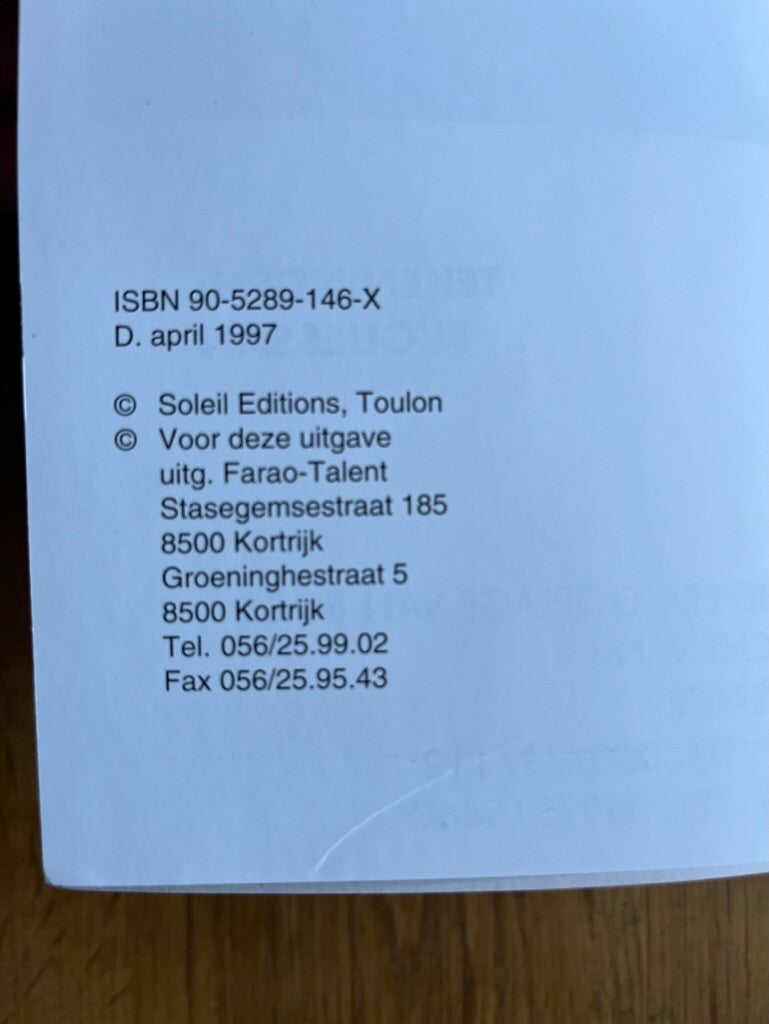 ISBN 90-5289-146-X
D. april 1997
© Soleil Editions, Toulon
© Voor deze uitgave
uitg. Farao-Talent
Stasegemsestraat 185
8500 Kortrijk
Groeninghestraat 5
8500 Kortrijk
Tel. 056/25.99.02
Fax 056/25.95.43